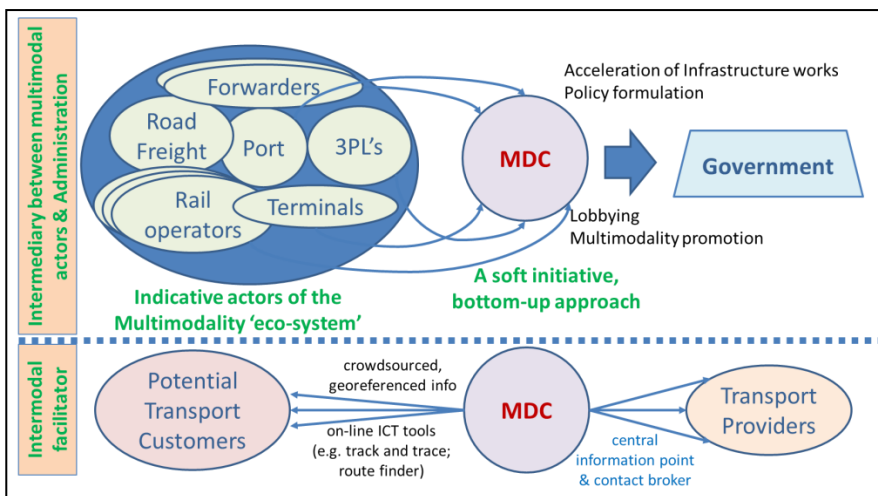 Intermediary between multimodal
actors & Administration
Forwarders
Road
Freight
Port
3PL's
Rail
operators
Terminals
Indicative actors of the
Multimodality ‘eco-system’
MDC
A soft initiative,
bottom-up approach
Acceleration of Infrastructure works
Policy formulation
Government
Lobbying
Multimodality promotion
Intermodal
facilitator
Potential
Transport
Customers
crowdsourced,
georeferenced info
on-line ICT tools
(e.g. track and trace;
route finder)
MDC
central
information point
& contact broker
Transport
Providers